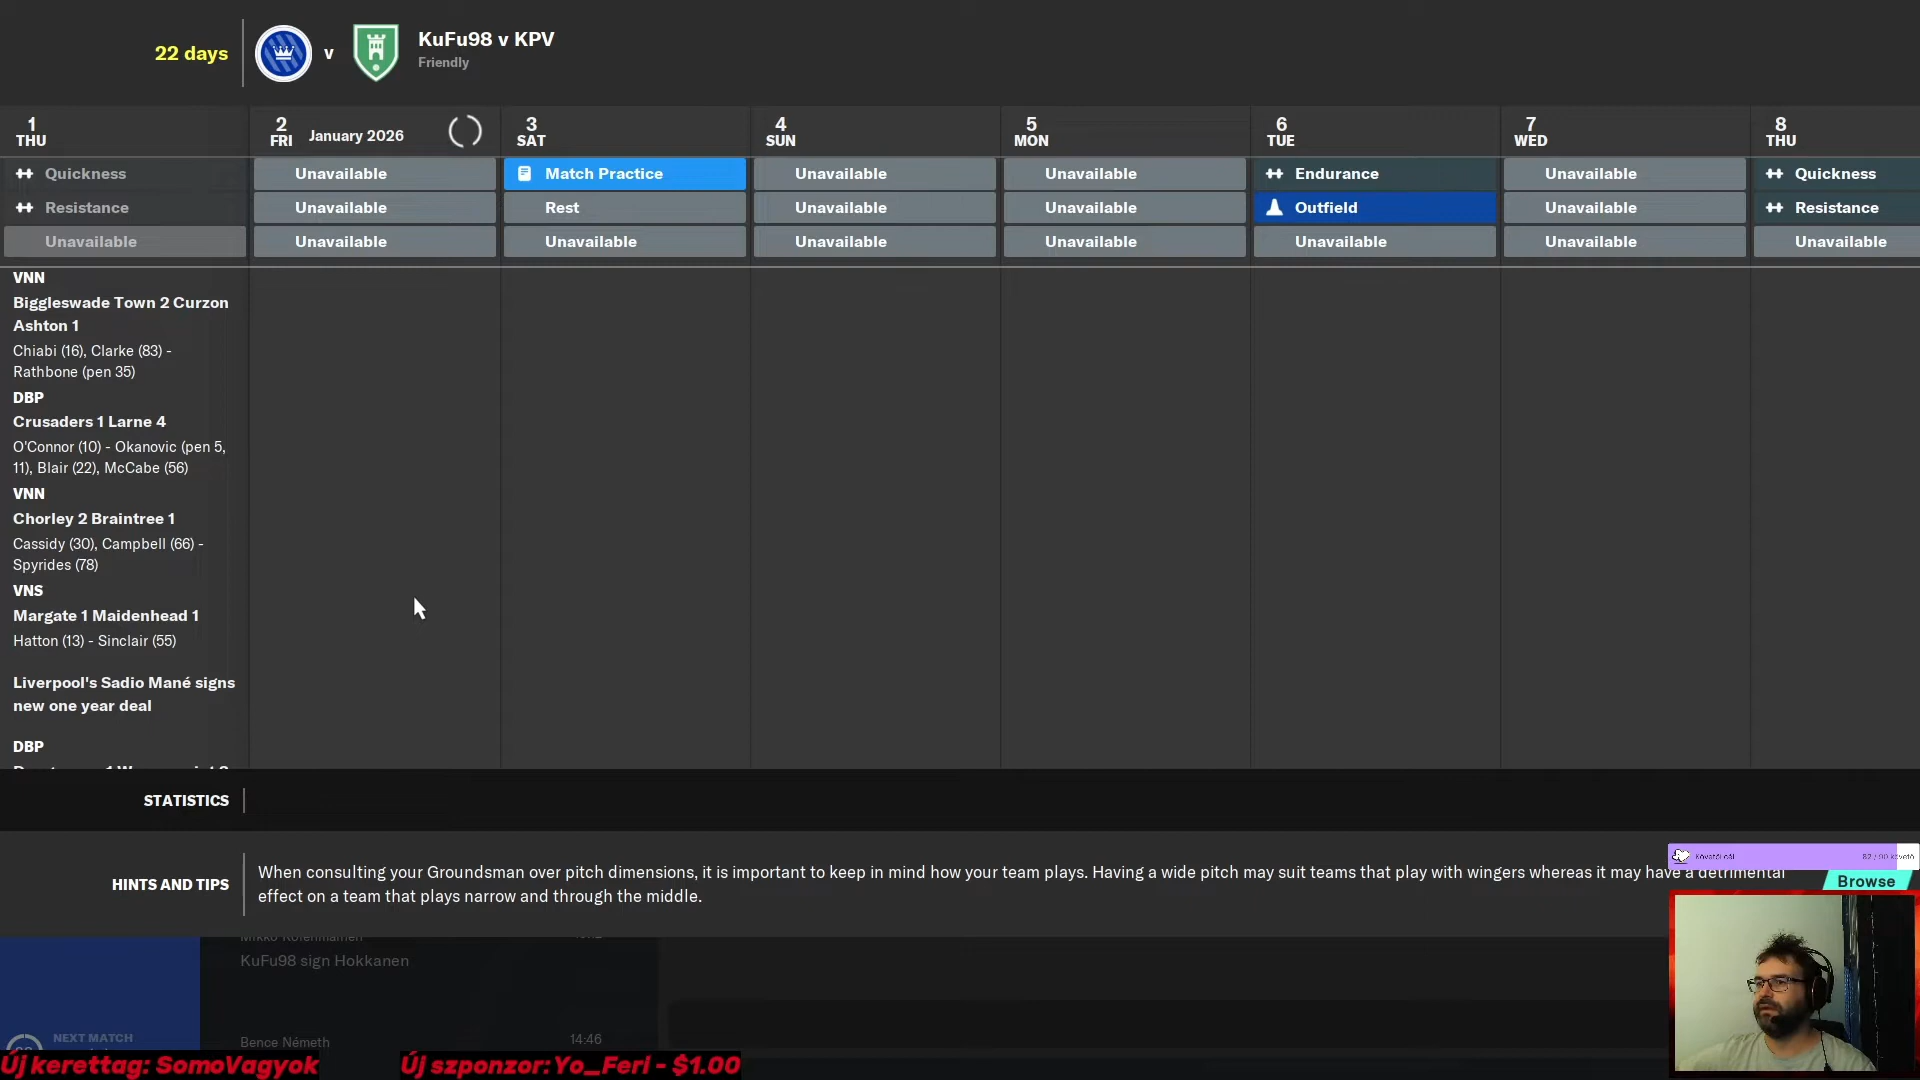 22 days
v
KuFu98 v KPV
Friendly
1
THU
2
FRI
January 2026
3
SAT
4
SUN
5
MON
6
TUE
7
WED
8
THU
Quickness
Unavailable
Match Practice
Unavailable
Unavailable
Endurance
Unavailable
Quickness
Resistance
Unavailable
Rest
Unavailable
Unavailable
Outfield
Unavailable
Resistance
Unavailable
Unavailable
Unavailable
Unavailable
Unavailable
Unavailable
Unavailable
Unavailable
VNN
Biggleswade Town 2 Curzon
Ashton 1
Chiabi (16), Clarke (83) -
Rathbone (pen 35)
DBP
Crusaders 1 Larne 4
O'Connor (10) - Okanovic (pen 5,
11), Blair (22), McCabe (56)
VNN
Chorley 2 Braintree 1
Cassidy (30), Campbell (66) -
Spyrides (78)
VNS
Margate 1 Maidenhead 1
Hatton (13) - Sinclair (55)
Liverpool's Sadio Mané signs
new one year deal
DBP
STATISTICS
HINTS AND TIPS
When consulting your Groundsman over pitch dimensions, it is important to keep in mind how your team plays. Having a wide pitch may suit teams that play with wingers whereas it may have a detrimental
effect on a team that plays narrow and through the middle.
Követői cél
82 / 90 követő
Browse
KuFu98 sign Hokkanen
NEXT MATCH
Bence Németh
14:46
Új kerettag: SomoVagyok
Új szponzor: Yo_Feri - $1.00